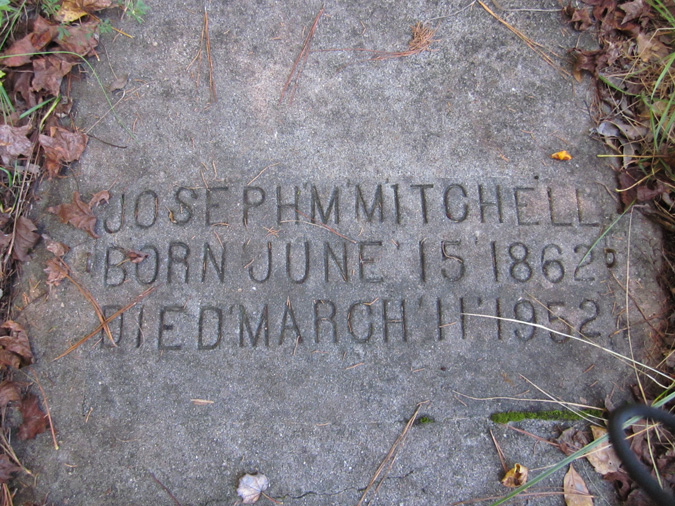 JOSEPH'M'MITCHELL
BORN'JUNE'15'1862
DIED'MARCH'11'1952